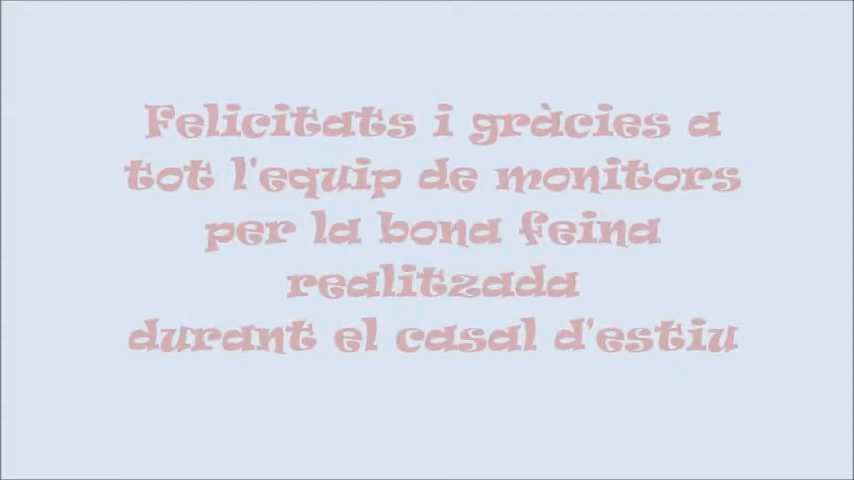 Felicitats i gràcies a
tot l'equip de monitors
per la bona feina
realitzada
durant el casal d'estiu